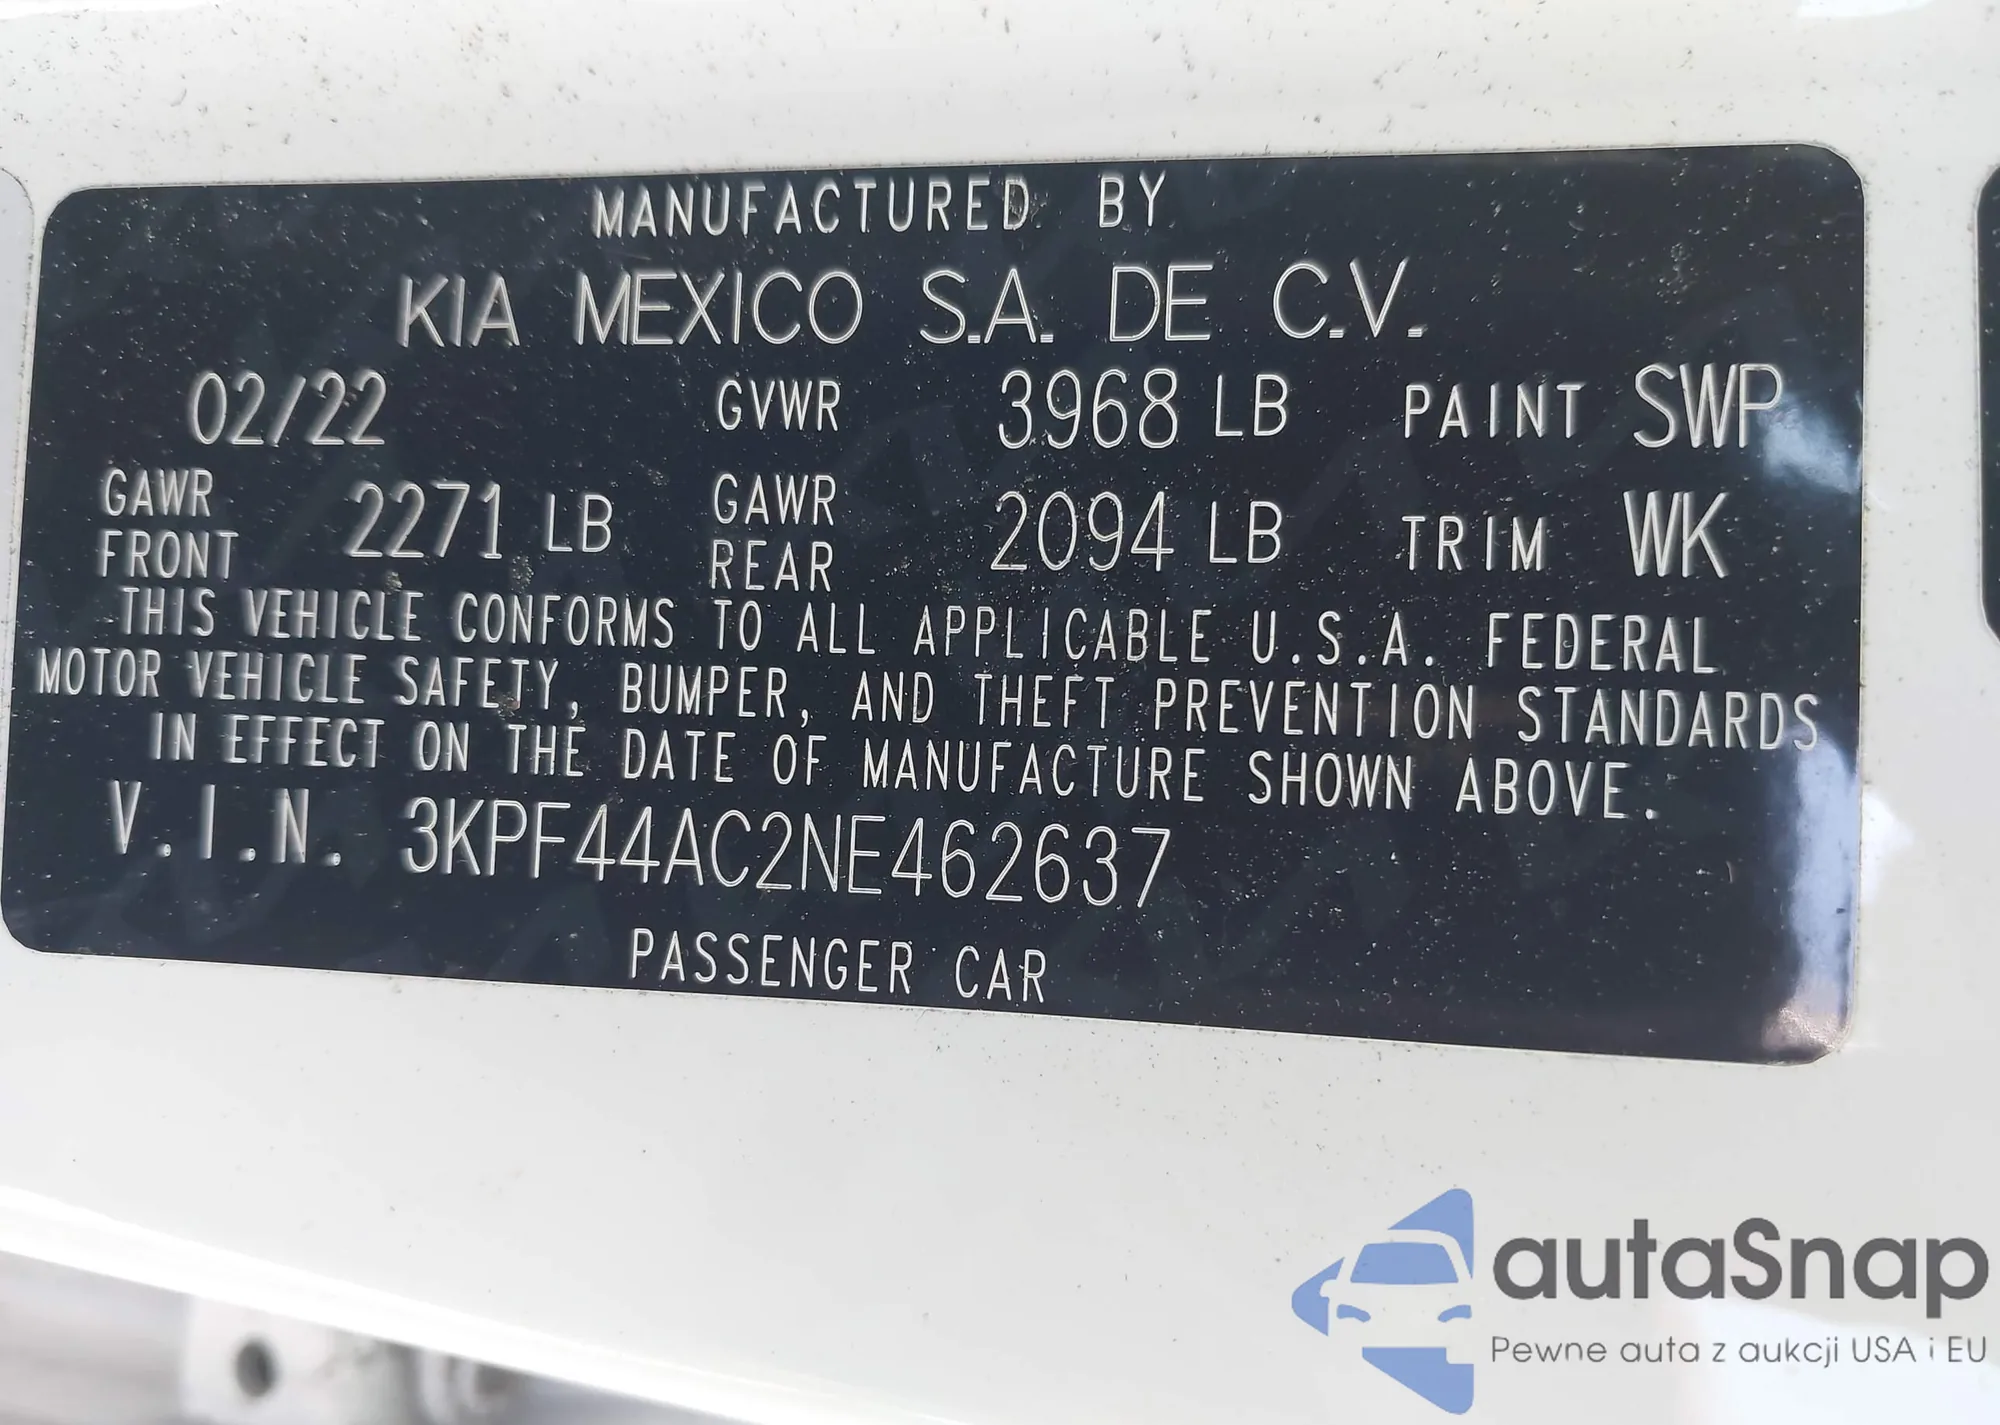 MANUFACTURED BY
KIA MEXICO S.A. DE C.V.
02/22 GVWR 3968 LB PAINT SWP
GAWR FRONT 2271 LB GAWR REAR 2094 LB TRIM WK
THIS VEHICLE CONFORMS TO ALL APPLICABLE U.S.A. FEDERAL
MOTOR VEHICLE SAFETY, BUMPER, AND THEFT PREVENTION STANDARDS
IN EFFECT ON THE DATE OF MANUFACTURE SHOWN ABOVE.
V.I.N. 3KPF44AC2NE462637
PASSENGER CAR
autaSnap
Pewne auta z aukcji USA i EU